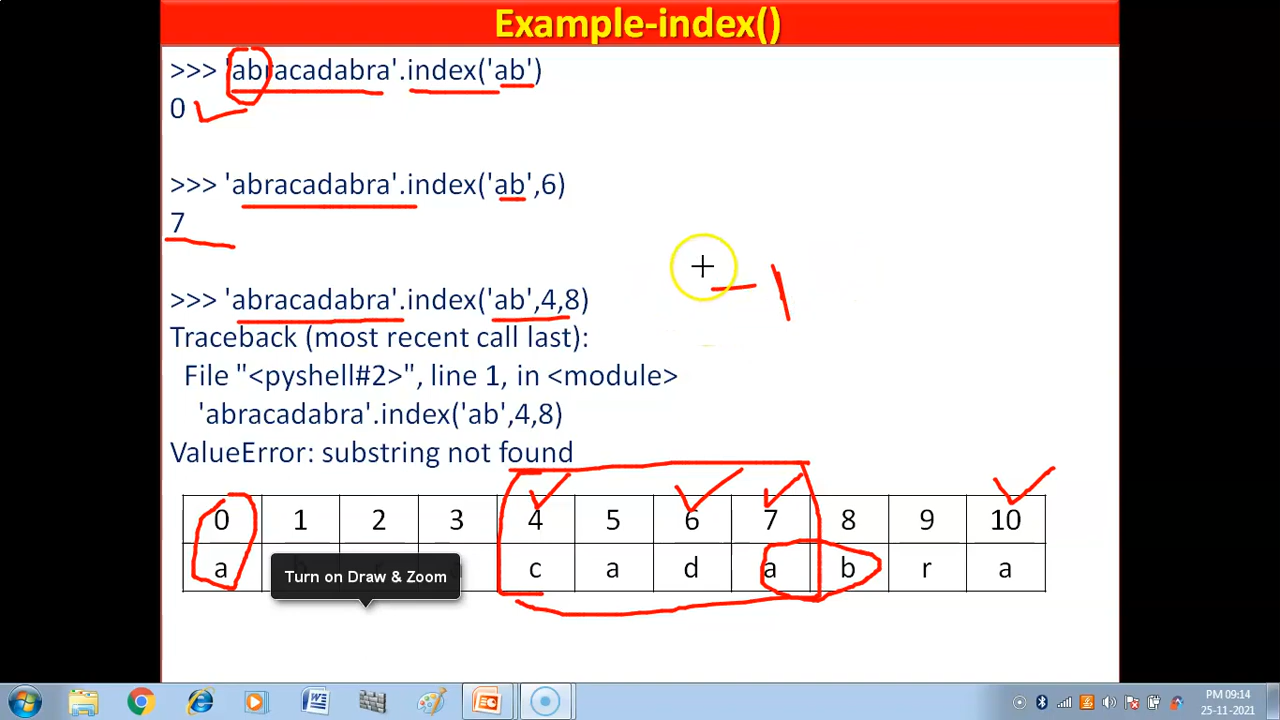 Example-index()
>>> 'abracadabra'.index('ab')
0
>>> 'abracadabra'.index('ab',6)
7
-1
>>> 'abracadabra'.index('ab',4,8)
Traceback (most recent call last):
File "<pyshell#2>", line 1, in <module>
'abracadabra'.index('ab',4,8)
ValueError: substring not found
0 1 2 3 4 5 6 7 8 9 10
a c a d a b r a
Turn on Draw & Zoom
PM 09:14
25-11-2021